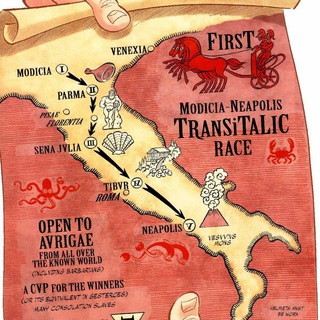 FIRST
VENEXIA
MODICIA I
PARMA II
MODICIA-NEAPOLIS
TRANSiTALIC
RACE
PISAE
FLORENTIA
SENA JVLIA III
TIBVR IV
ROMA
NEAPOLIS V
VESVVIVS
MONS
OPEN TO
AVRIGAE
FROM ALL OVER
THE KNOWN WORLD
(INCLUDING BARBARIANS)
A CVP FOR THE WINNERS
(OR ITS EQUIVALENT IN SESTERCES)
MANY CONSOLATION SLAVES
HELMETS MUST
BE WORN